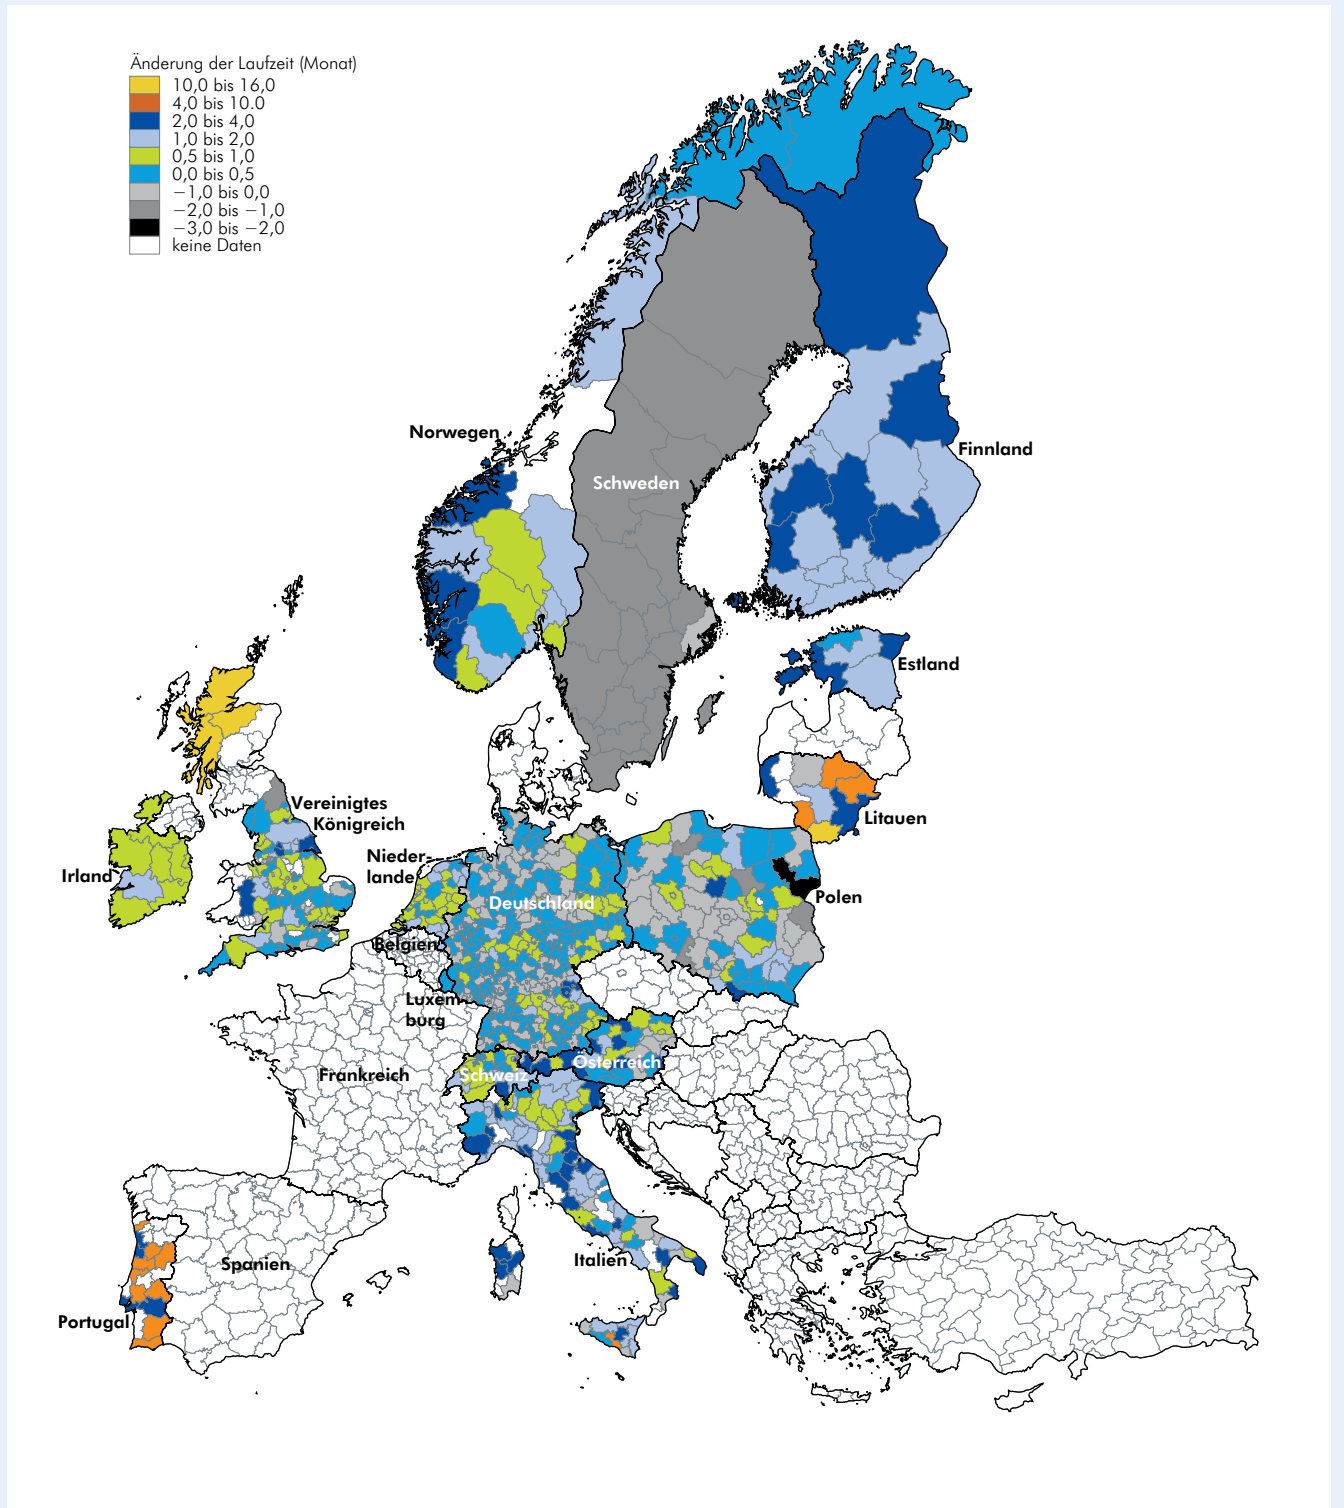 Änderung der Laufzeit (Monat)
10,0 bis 16,0
4,0 bis 10.0
2,0 bis 4,0
1,0 bis 2,0
0,5 bis 1,0
0,0 bis 0,5
−1,0 bis 0,0
−2,0 bis −1,0
−3,0 bis −2,0
keine Daten
Norwegen
Finnland
Schweden
Estland
Vereinigtes
Königreich
Litauen
Nieder-
lande
Irland
Deutschland
Polen
Belgien
Luxem-
burg
Österreich
Frankreich
Schweiz
Spanien
Italien
Portugal